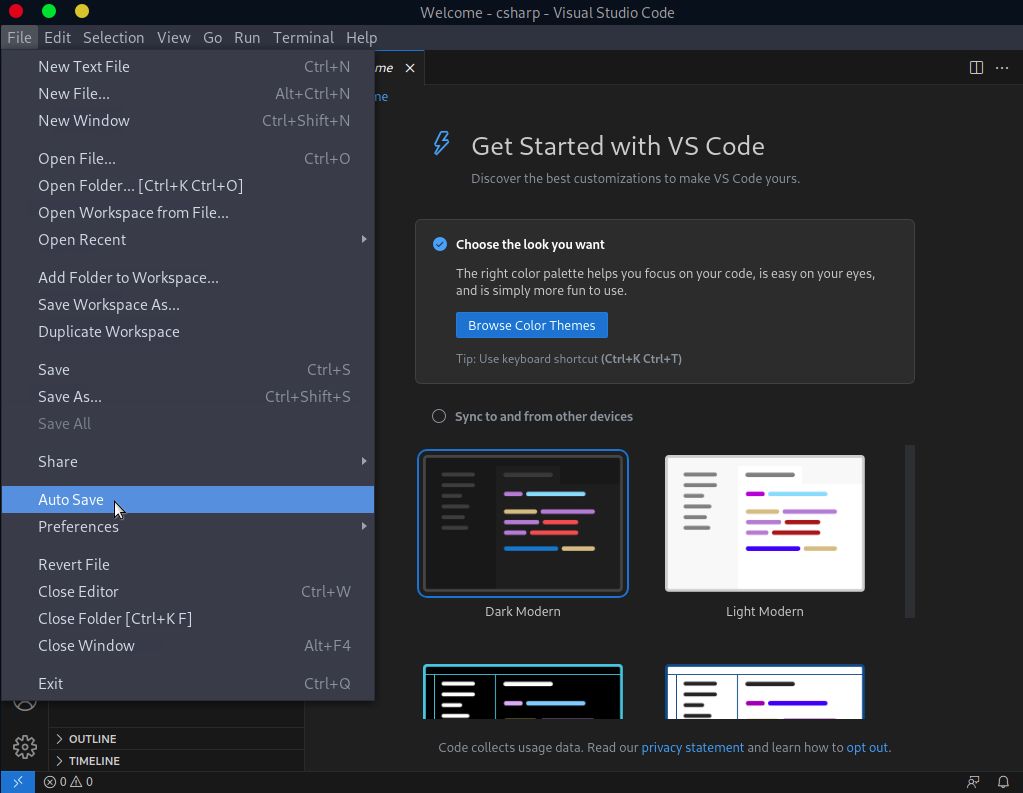 Welcome - csharp - Visual Studio Code
File Edit Selection View Go Run Terminal Help
New Text File Ctrl+N
New File... Alt+Ctrl+N
New Window Ctrl+Shift+N
Open File... Ctrl+O
Open Folder... [Ctrl+K Ctrl+O]
Open Workspace from File...
Open Recent
Add Folder to Workspace...
Save Workspace As...
Duplicate Workspace
Save Ctrl+S
Save As... Ctrl+Shift+S
Save All
Share
Auto Save
Preferences
Revert File
Close Editor Ctrl+W
Close Folder [Ctrl+K F]
Close Window Alt+F4
Exit Ctrl+Q
OUTLINE
TIMELINE
0 0
me
me
Get Started with VS Code
Discover the best customizations to make VS Code yours.
Choose the look you want
The right color palette helps you focus on your code, is easy on your eyes,
and is simply more fun to use.
Browse Color Themes
Tip: Use keyboard shortcut (Ctrl+K Ctrl+T)
Sync to and from other devices
Dark Modern
Light Modern
Code collects usage data. Read our privacy statement and learn how to opt out.